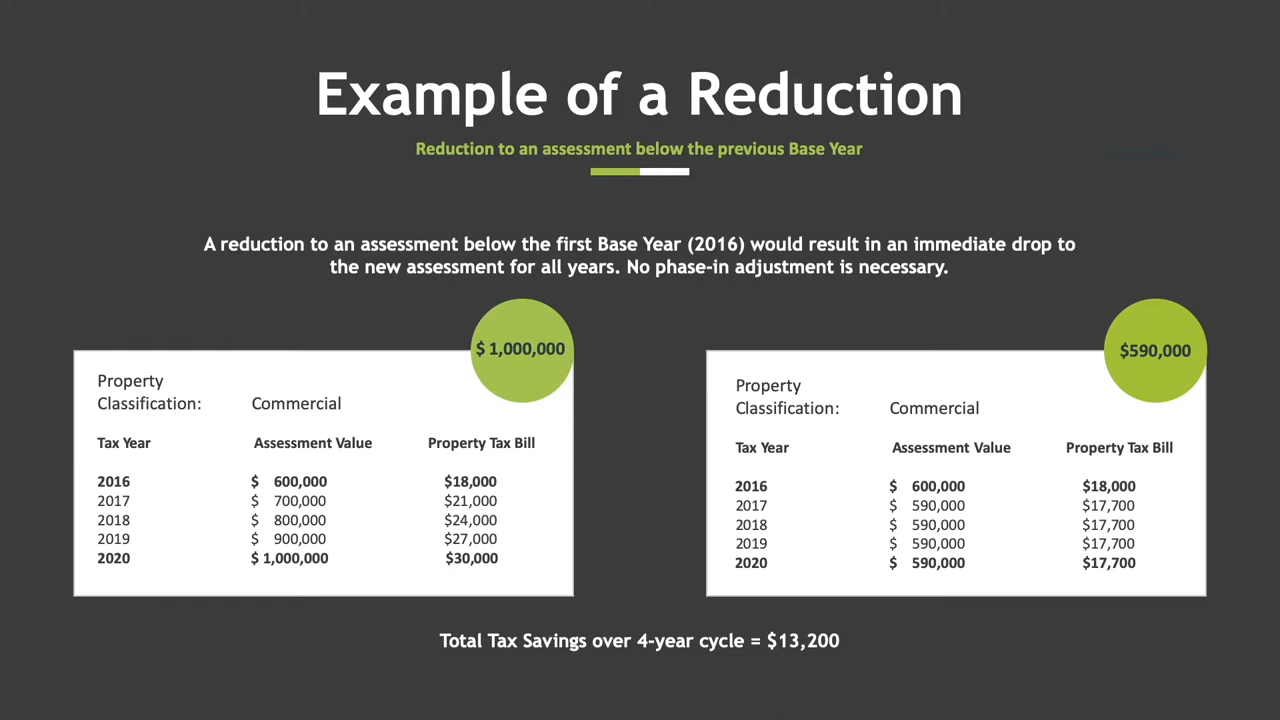 Example of a Reduction
Reduction to an assessment below the previous Base Year
A reduction to an assessment below the first Base Year (2016) would result in an immediate drop to
the new assessment for all years. No phase-in adjustment is necessary.
$ 1,000,000
Property
Classification: Commercial
Tax Year Assessment Value Property Tax Bill
2016 $ 600,000 $18,000
2017 $ 700,000 $21,000
2018 $ 800,000 $24,000
2019 $ 900,000 $27,000
2020 $ 1,000,000 $30,000
$590,000
Property
Classification: Commercial
Tax Year Assessment Value Property Tax Bill
2016 $ 600,000 $18,000
2017 $ 590,000 $17,700
2018 $ 590,000 $17,700
2019 $ 590,000 $17,700
2020 $ 590,000 $17,700
Total Tax Savings over 4-year cycle = $13,200